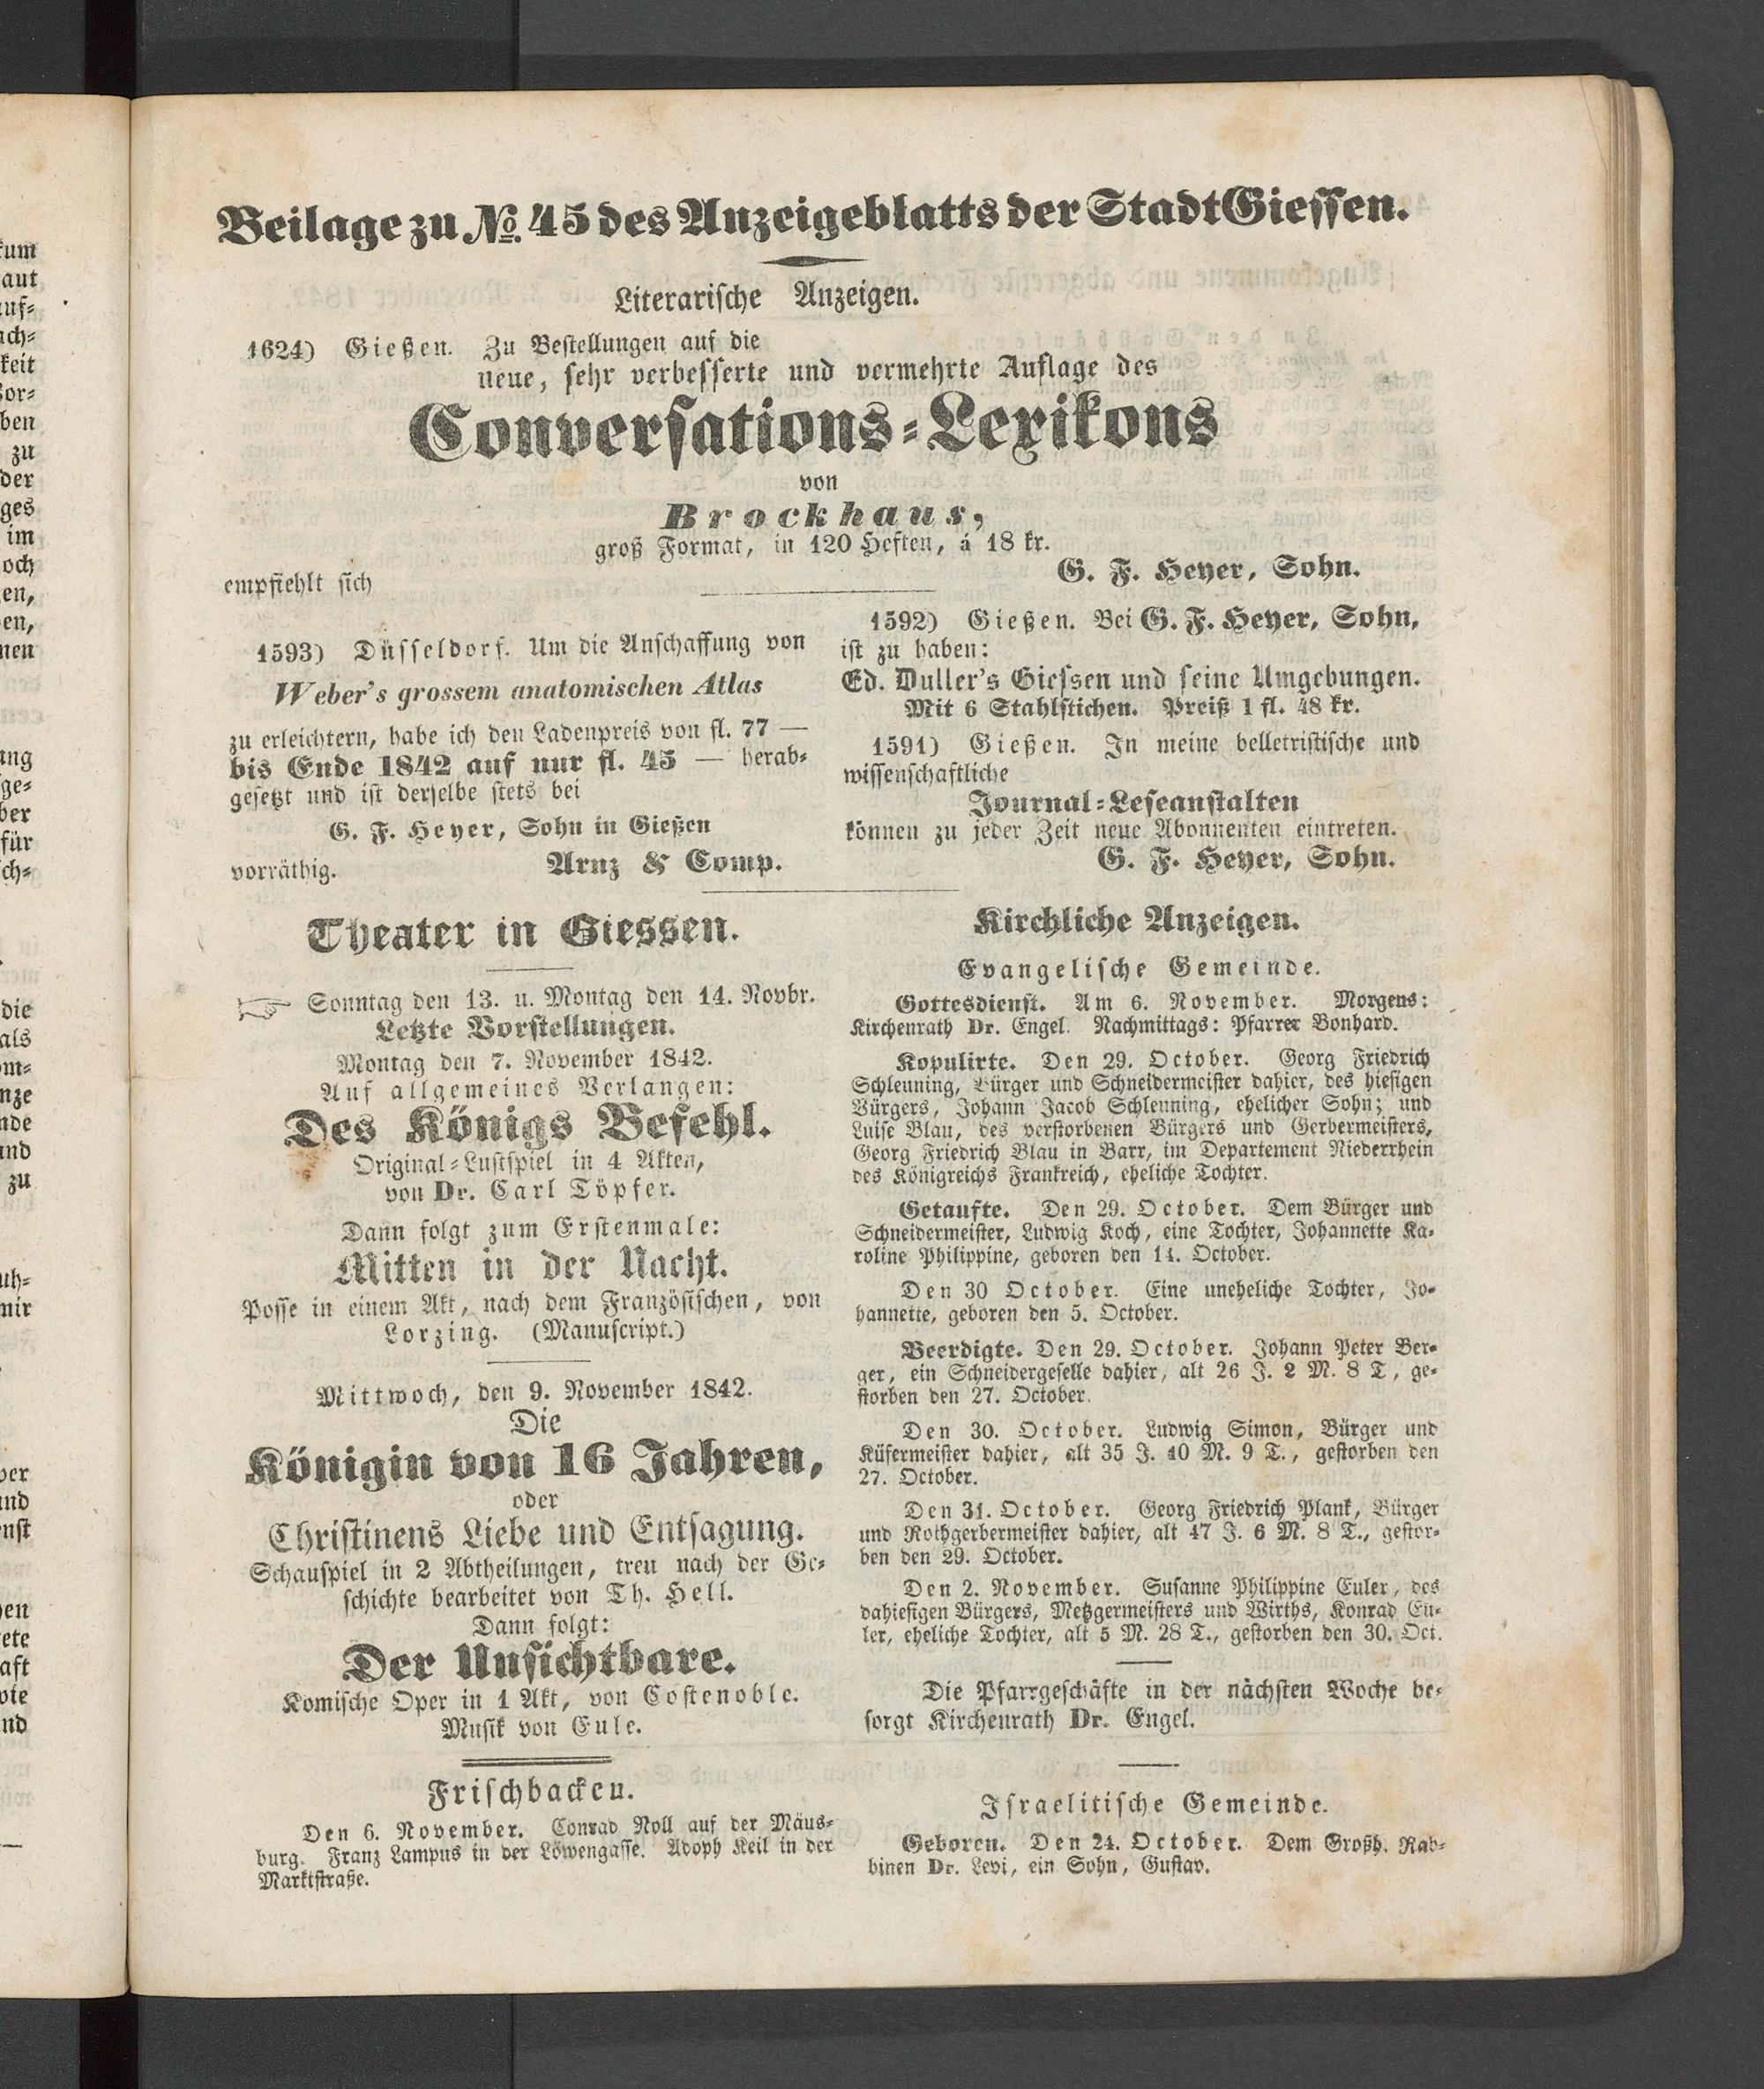 Beilage zu No. 45 des Anzeigeblatts der Stadt Giessen.
Literarische Anzeigen.
1624) Gießen. Zu Bestellungen auf die
neue, sehr verbesserte und vermehrte Auflage des
Conversations-Lexikons
von
Brockhaus,
groß Format, in 120 Heften, á 18 kr.
empfiehlt sich
G. F. Heyer, Sohn.
1593) Düsseldorf. Um die Anschaffung von
Weber's grossem anatomischen Atlas
zu erleichtern, habe ich den Ladenpreis von fl. 77 —
bis Ende 1842 auf nur fl. 45 — herab-
gesetzt und ist derselbe stets bei
G. F. Heyer, Sohn in Gießen
vorräthig. Arnz & Comp.
1592) Gießen. Bei G. F. Heyer, Sohn,
ist zu haben:
Ed. Duller's Giessen und seine Umgebungen.
Mit 6 Stahlstichen. Preiß 1 fl. 48 kr.
1591) Gießen. In meine belletristische und
wissenschaftliche
Journal-Leseanstalten
können zu jeder Zeit neue Abonnenten eintreten.
G. F. Heyer, Sohn.
Theater in Giessen.
☞ Sonntag den 13. u. Montag den 14. Novbr.
Letzte Vorstellungen.
Montag den 7. November 1842.
Auf allgemeines Verlangen:
Des Königs Befehl.
Original-Lustspiel in 4 Akten,
von Dr. Carl Töpfer.
Dann folgt zum Erstenmale:
Mitten in der Nacht.
Posse in einem Akt, nach dem Französischen, von
Lorzing. (Manuscript.)
Mittwoch, den 9. November 1842.
Die
Königin von 16 Jahren,
oder
Christinens Liebe und Entsagung.
Schauspiel in 2 Abtheilungen, treu nach der Ge-
schichte bearbeitet von Th. Hell.
Dann folgt:
Der Unsichtbare.
Komische Oper in 1 Akt, von Costenoble.
Musik von Eule.
Frischbacken.
Den 6. November. Conrad Noll auf der Mäus-
burg. Franz Lampus in der Löwengasse. Adoph Keil in der
Marktstraße.
Kirchliche Anzeigen.
Evangelische Gemeinde.
Gottesdienst. Am 6. November. Morgens:
Kirchenrath Dr. Engel. Nachmittags: Pfarrer Bonhard.
Kopulirte. Den 29. October. Georg Friedrich
Schleuning, Bürger und Schneidermeister dahier, des hiesigen
Bürgers, Johann Jacob Schleuning, ehelicher Sohn; und
Luise Blau, des verstorbenen Bürgers und Gerbermeisters,
Georg Friedrich Blau in Barr, im Departement Niederrhein
des Königreichs Frankreich, eheliche Tochter.
Getaufte. Den 29. October. Dem Bürger und
Schneidermeister, Ludwig Koch, eine Tochter, Johannette Ka-
roline Philippine, geboren den 14. October.
Den 30 October. Eine uneheliche Tochter, Jo-
hannette, geboren den 5. October.
Beerdigte. Den 29. October. Johann Peter Ber-
ger, ein Schneidergeselle dahier, alt 26 J. 2 M. 8 T, ge-
storben den 27. October.
Den 30. October. Ludwig Simon, Bürger und
Küfermeister dahier, alt 35 J. 10 M. 9 T., gestorben den
27. October.
Den 31. October. Georg Friedrich Plank, Bürger
und Rothgerbermeister dahier, alt 47 J. 6 M. 8 T., gestor-
ben den 29. October.
Den 2. November. Susanne Philippine Euler, des
dahiesigen Bürgers, Metzgermeisters und Wirths, Konrad Eu-
ler, eheliche Tochter, alt 5 M. 28 T., gestorben den 30. Oct.
Die Pfarrgeschäfte in der nächsten Woche be-
sorgt Kirchenrath Dr. Engel.
Israelitische Gemeinde.
Geboren. Den 24. October. Dem Großh. Rab-
binen Dr. Levi, ein Sohn, Gustav.